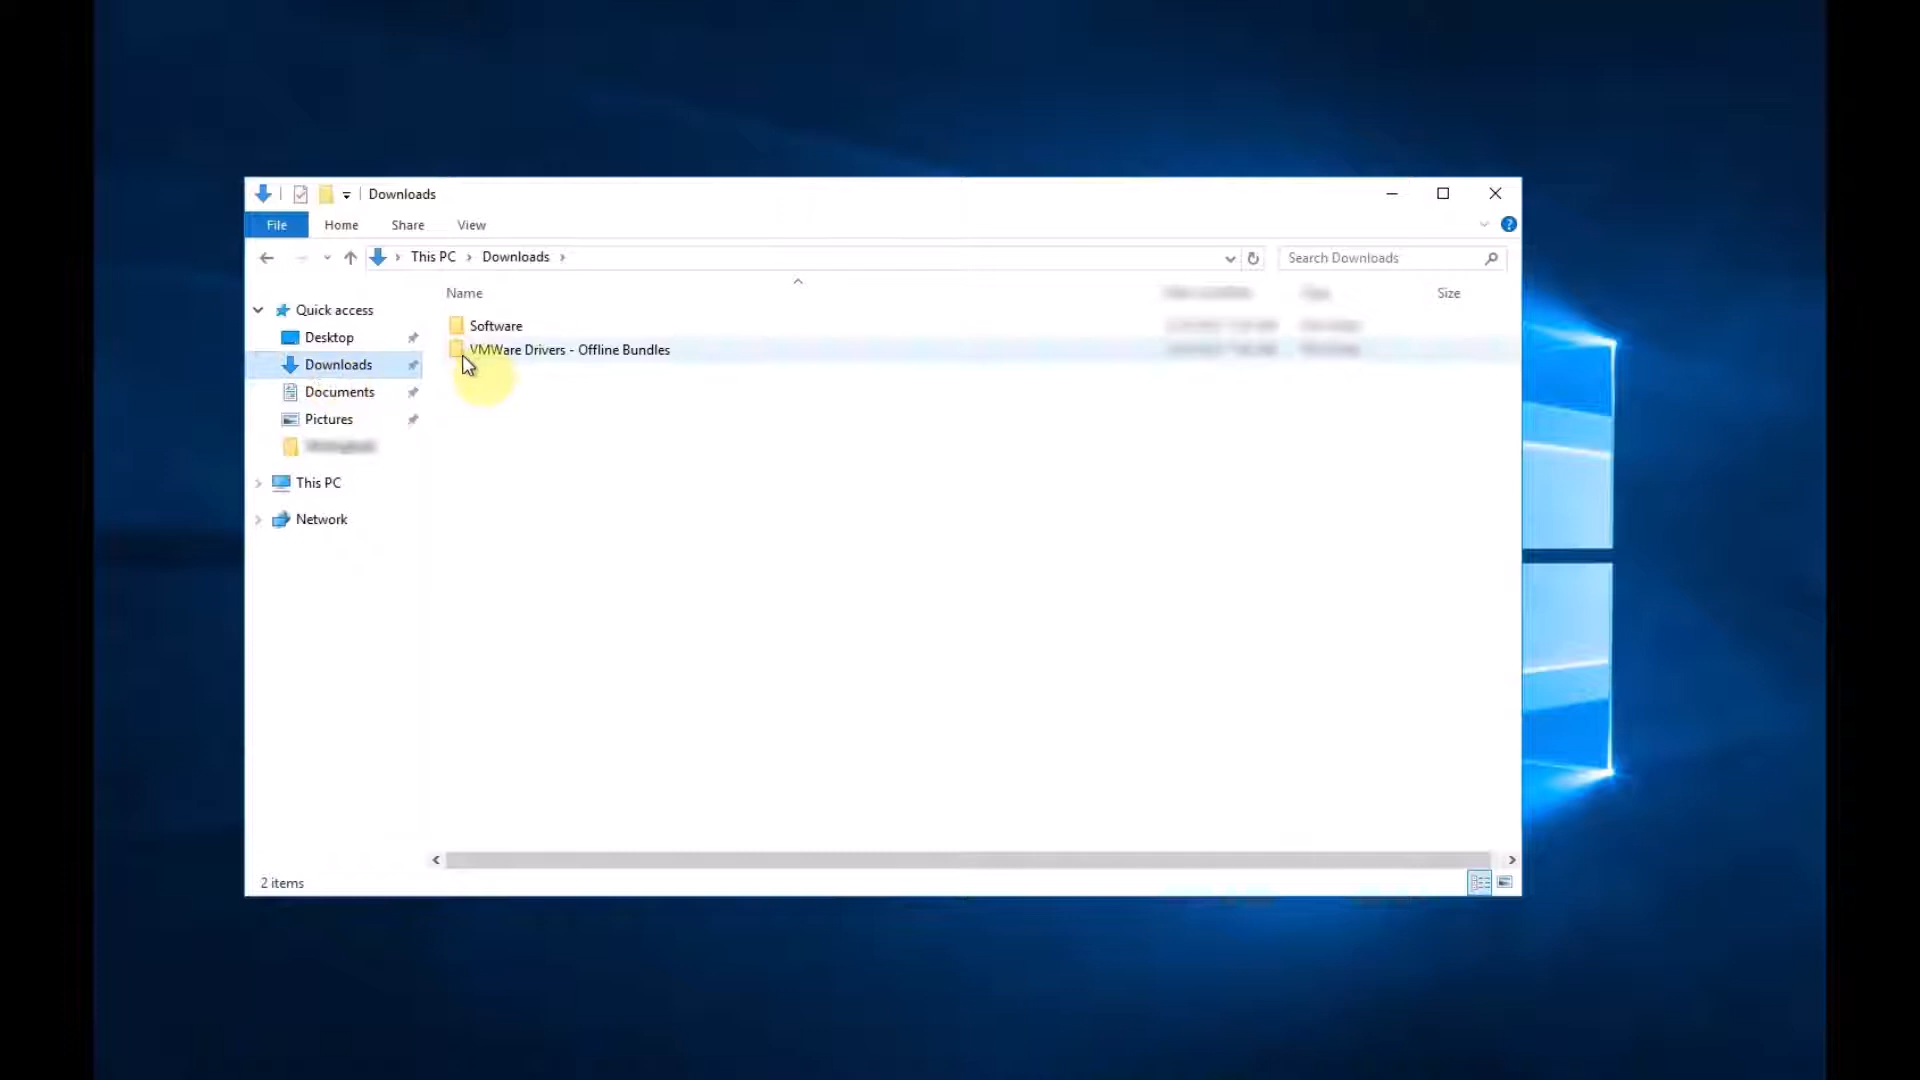 Downloads
File Home Share View
This PC Downloads Search Downloads
Name Size
Quick access
Desktop
Downloads
Documents
Pictures
This PC
Network
Software
VMWare Drivers - Offline Bundles
2 items